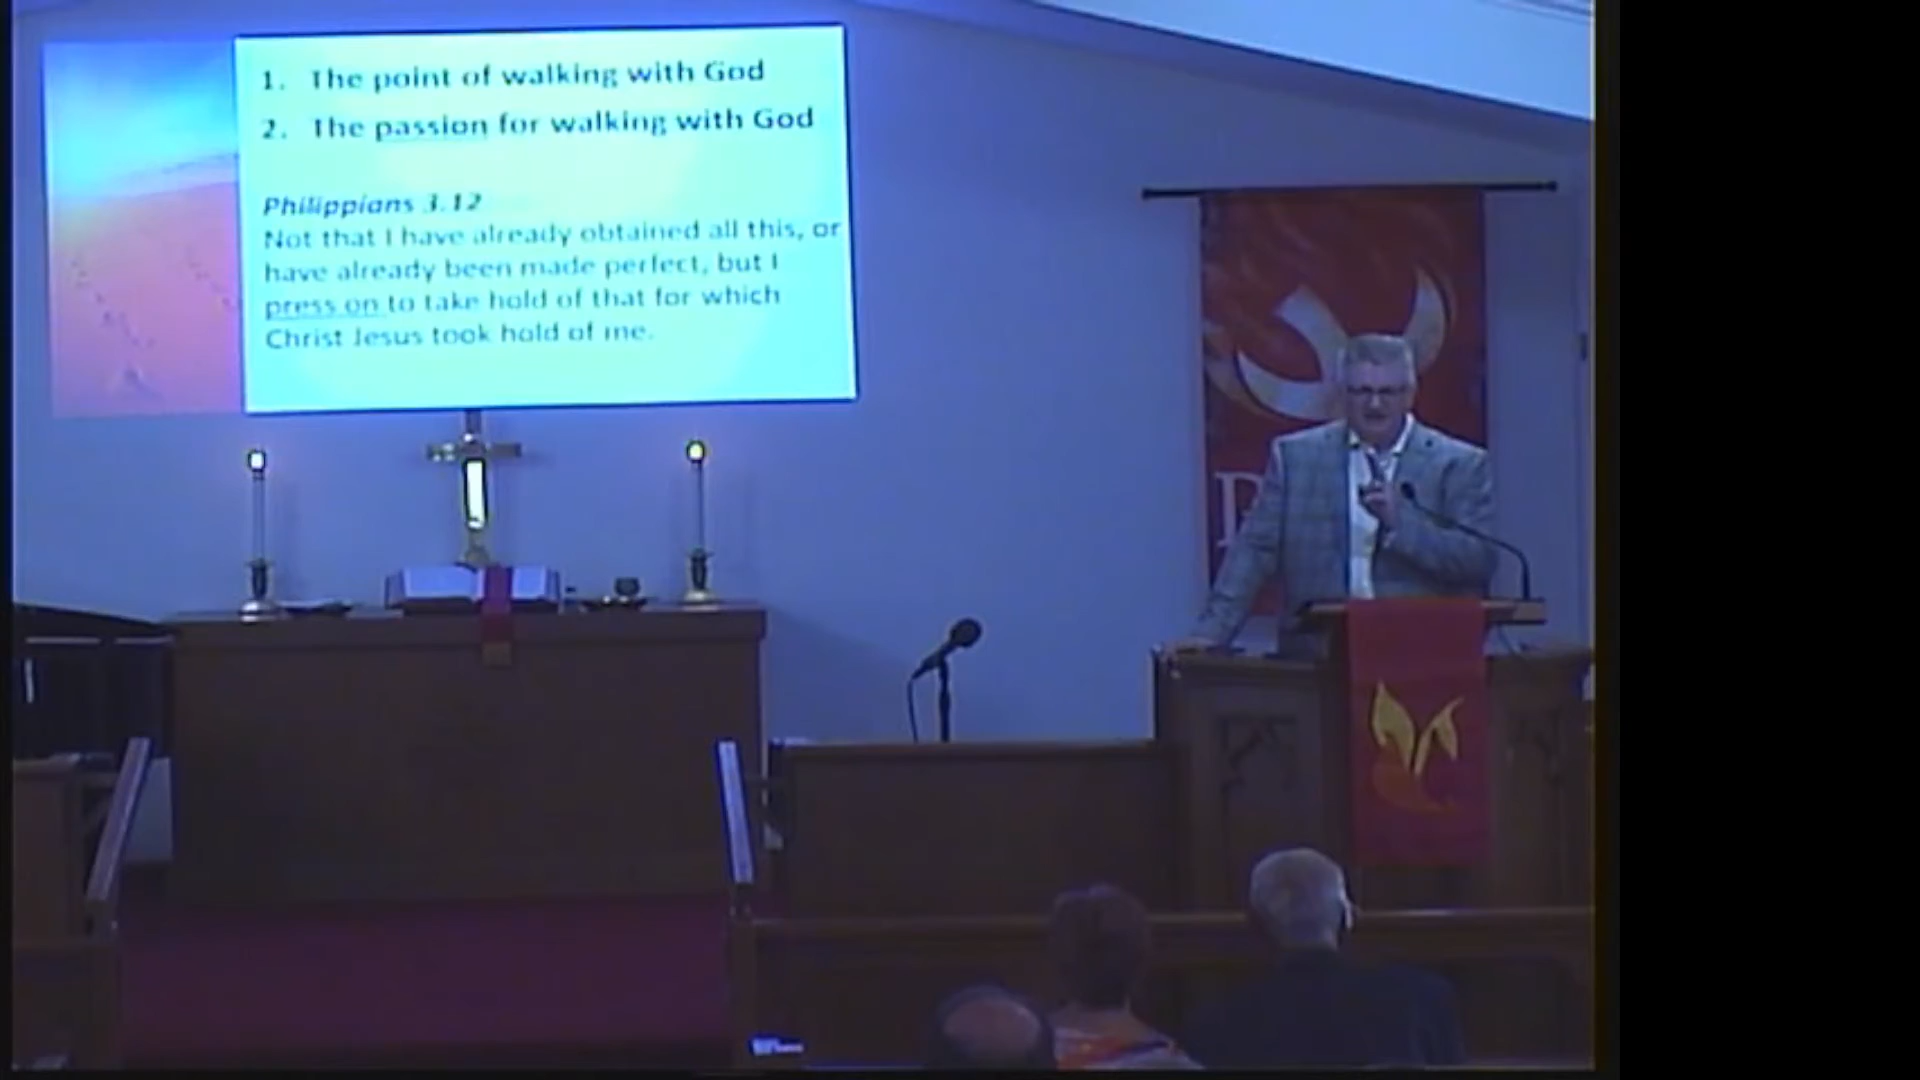 1. The point of walking with God
2. The passion for walking with God
Philippians 3.12
Not that I have already obtained all this, or
have already been made perfect, but I
press on to take hold of that for which
Christ Jesus took hold of me.